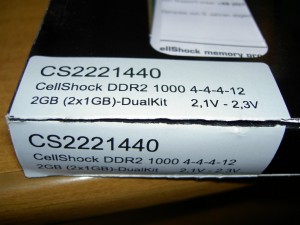 cellShock memory pro
CS2221440
CellShock DDR2 1000 4-4-4-12
2GB (2x1GB)-DualKit 2,1V - 2,3V
CS2221440
CellShock DDR2 1000 4-4-4-12
2GB (2x1GB)-DualKit 2,1V - 2,3V